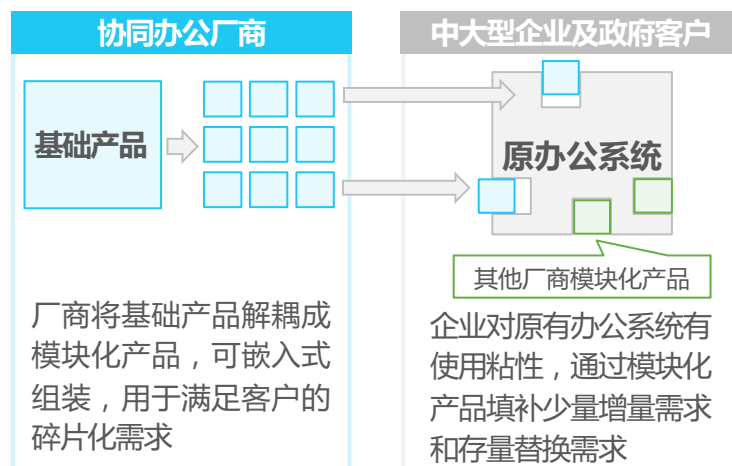 协同办公厂商
中大型企业及政府客户
基础产品
原办公系统
其他厂商模块化产品
厂商将基础产品解耦成
模块化产品，可嵌入式
组装，用于满足客户的
碎片化需求
企业对原有办公系统有
使用粘性，通过模块化
产品填补少量增量需求
和存量替换需求